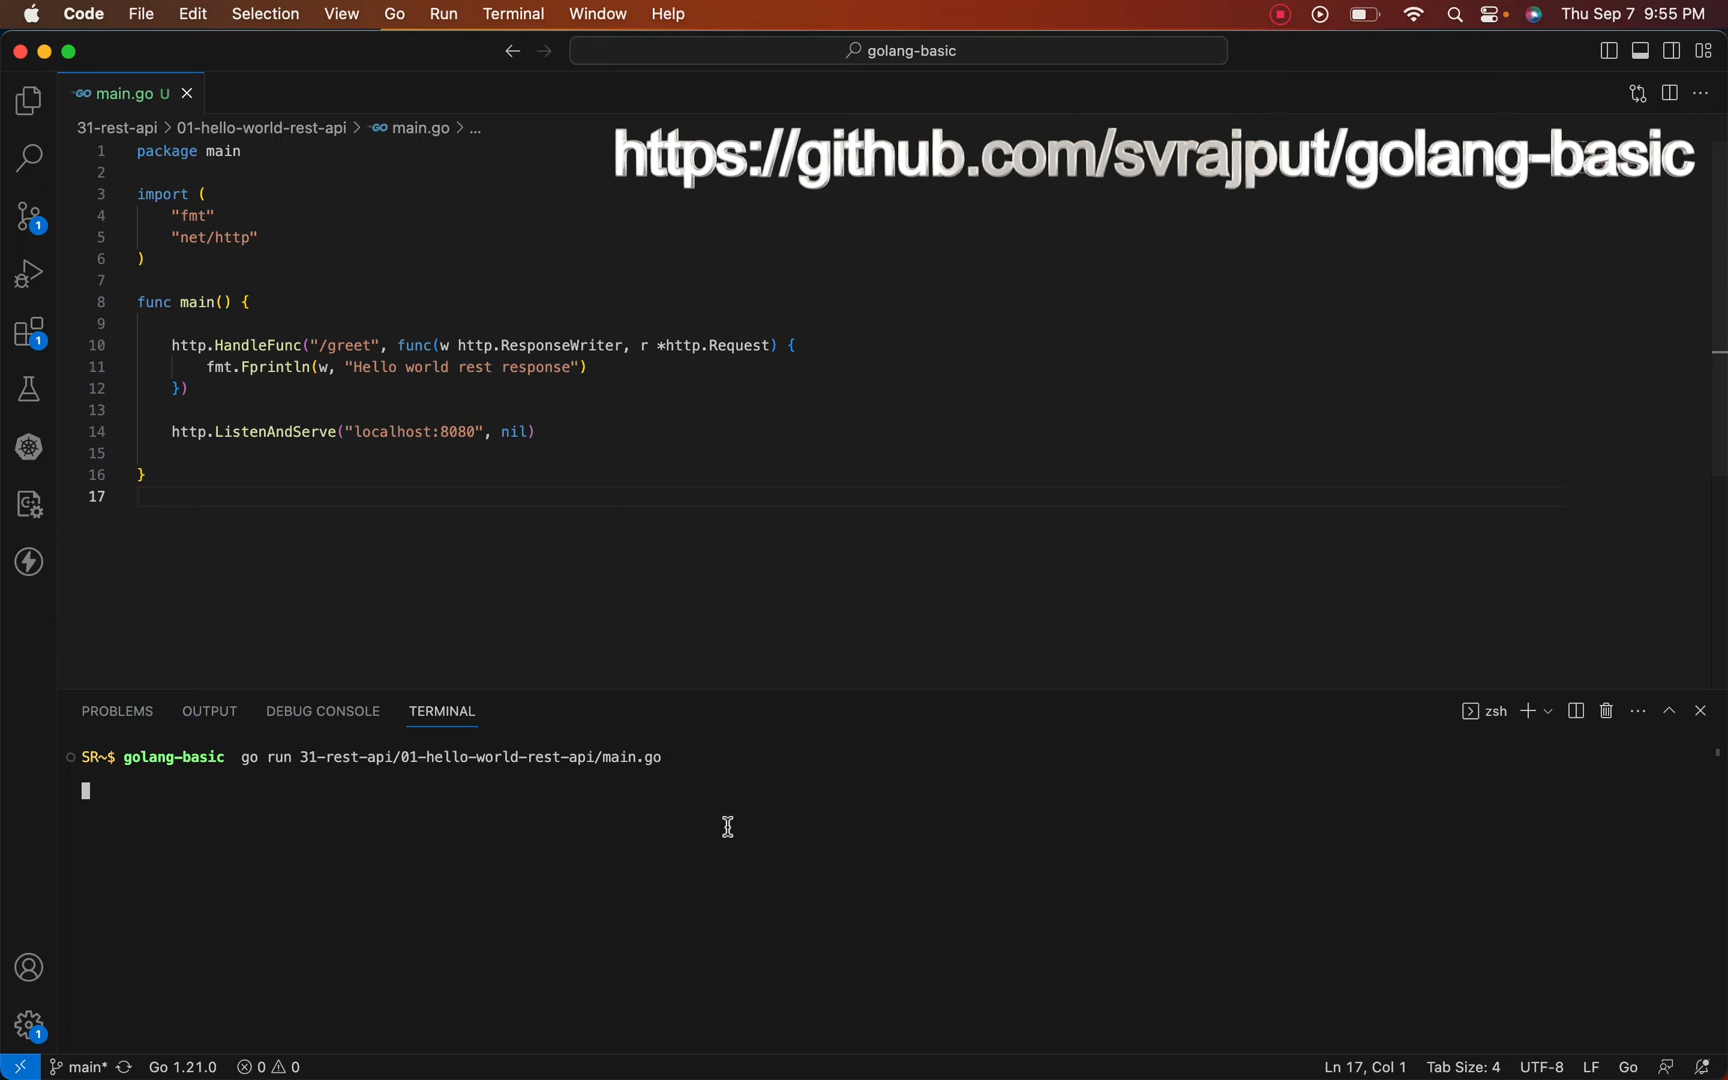 Code File Edit Selection View Go Run Terminal Window Help Thu Sep 7 9:55 PM
golang-basic
main.go U
31-rest-api > 01-hello-world-rest-api > main.go > ...
https://github.com/svrajput/golang-basic
1 package main
2
3 import (
4 "fmt"
5 "net/http"
6 )
7
8 func main() {
9
10 http.HandleFunc("/greet", func(w http.ResponseWriter, r *http.Request) {
11 fmt.Fprintln(w, "Hello world rest response")
12 })
13
14 http.ListenAndServe("localhost:8080", nil)
15
16 }
17
1
1
PROBLEMS OUTPUT DEBUG CONSOLE TERMINAL zsh
SR~$ golang-basic go run 31-rest-api/01-hello-world-rest-api/main.go
1
main* Go 1.21.0 0 0 Ln 17, Col 1 Tab Size: 4 UTF-8 LF Go